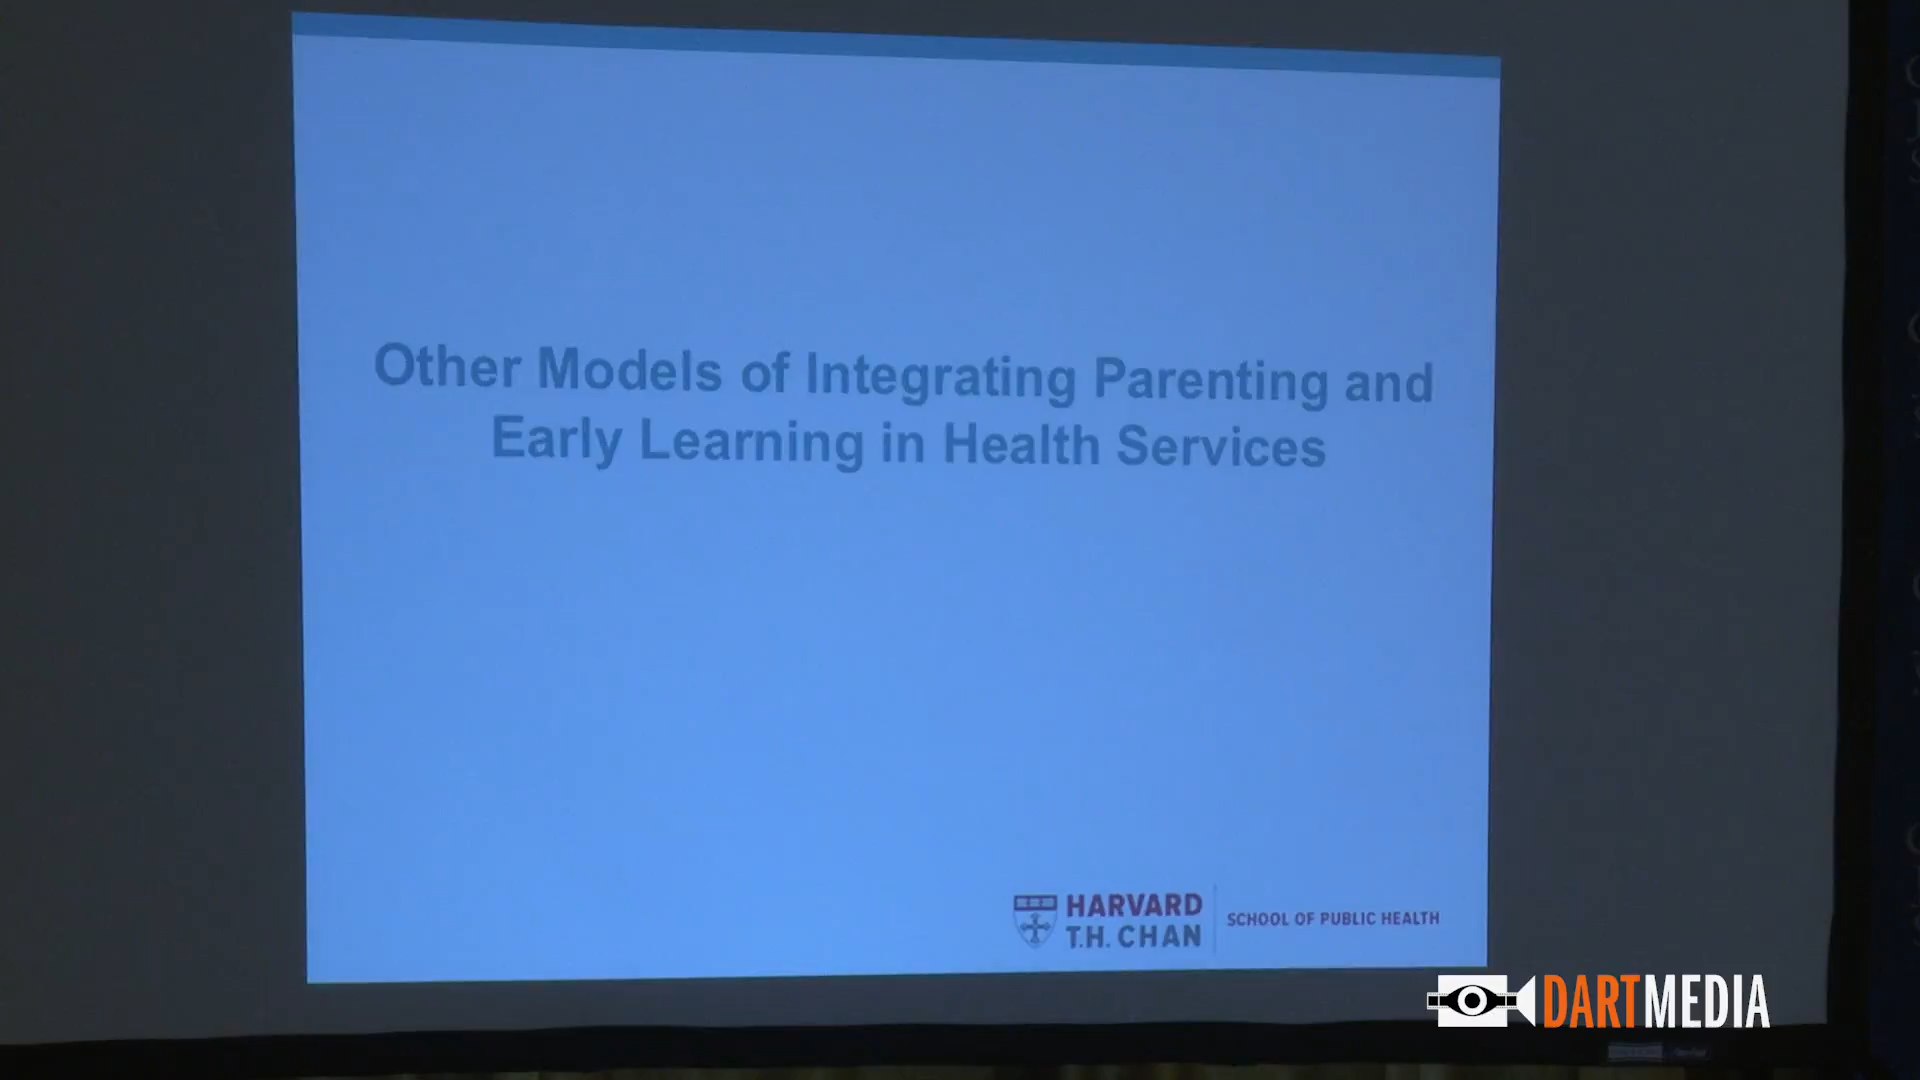 Other Models of Integrating Parenting and
Early Learning in Health Services
HARVARD
T.H. CHAN
SCHOOL OF PUBLIC HEALTH
DARTMEDIA